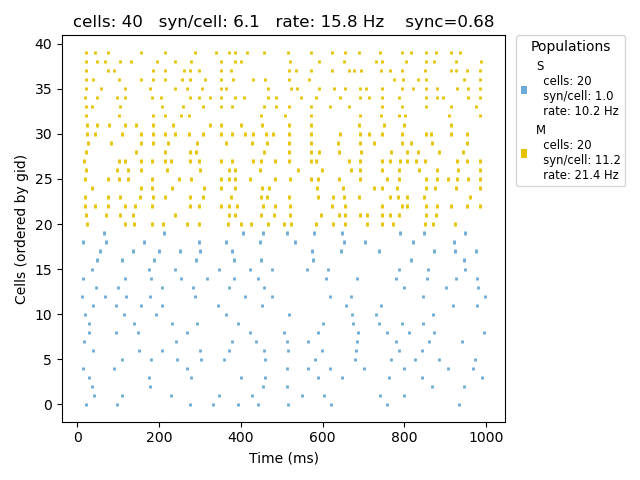 cells: 40   syn/cell: 6.1   rate: 15.8 Hz    sync=0.68
Populations
S
cells: 20
syn/cell: 1.0
rate: 10.2 Hz
M
cells: 20
syn/cell: 11.2
rate: 21.4 Hz
Cells (ordered by gid)
40
35
30
25
20
15
10
5
0
0 200 400 600 800 1000
Time (ms)